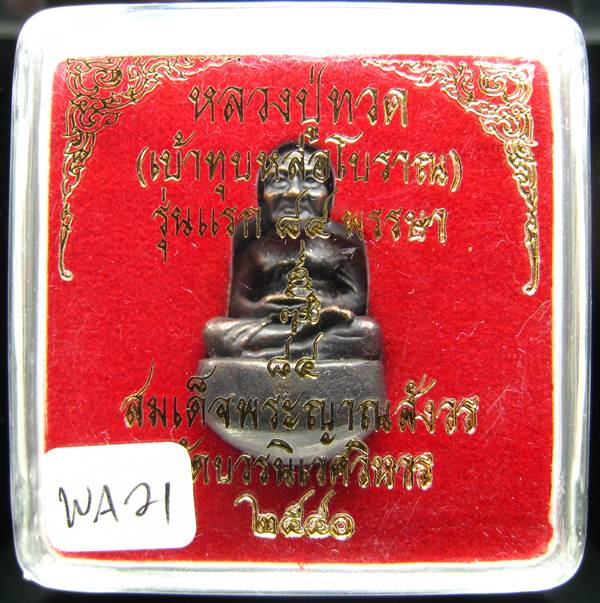 หลวงปู่ทวด
(เบ้าทุบหล่อโบราณ)
รุ่นแรก ๘๔ พรรษา
๘๔
สมเด็จพระญาณสังวร
วัดบวรนิเวศวิหาร
๒๕๔๐
WA21